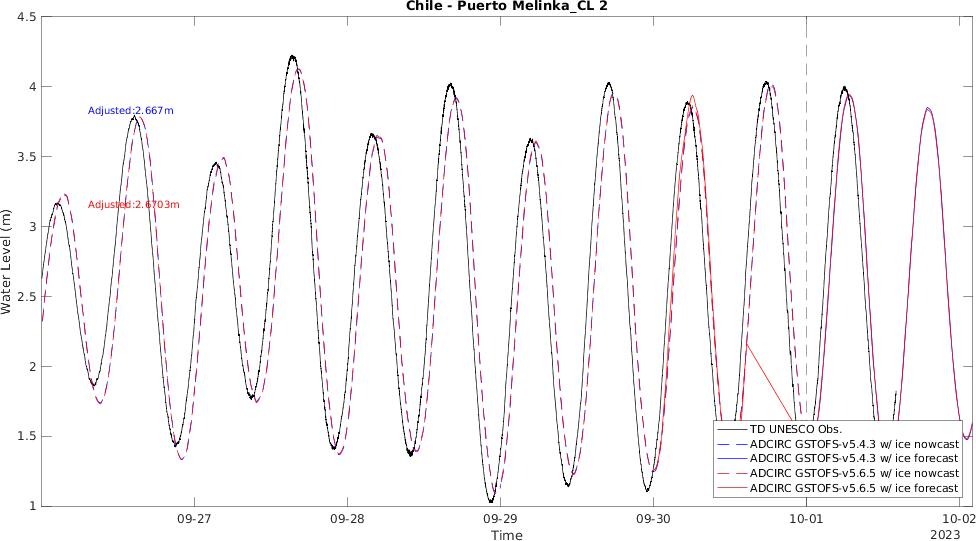 Chile - Puerto Melinka_CL 2
4.5
4
3.5
3
2.5
2
1.5
1
Water Level (m)
Adjusted:2.667m
Adjusted:2.6703m
TD UNESCO Obs.
ADCIRC GSTOFS-v5.4.3 w/ ice nowcast
ADCIRC GSTOFS-v5.4.3 w/ ice forecast
ADCIRC GSTOFS-v5.6.5 w/ ice nowcast
ADCIRC GSTOFS-v5.6.5 w/ ice forecast
09-27 09-28 09-29 09-30 10-01 10-02
Time
2023